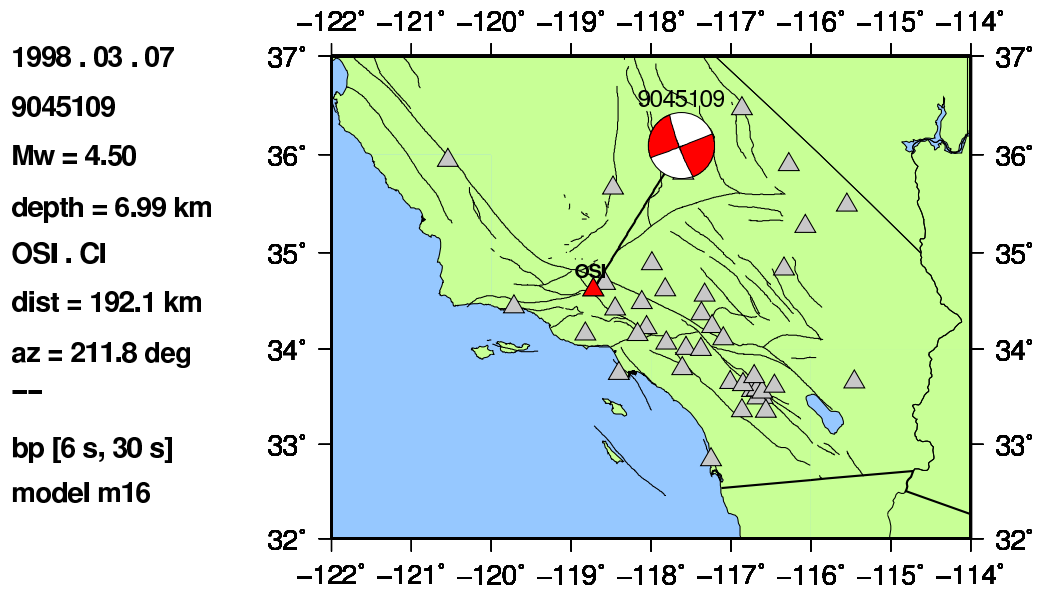 1998 . 03 . 07
9045109
Mw = 4.50
depth = 6.99 km
OSI . CI
dist = 192.1 km
az = 211.8 deg
−−
bp [6 s, 30 s]
model m16
−122˚ −121˚ −120˚ −119˚ −118˚ −117˚ −116˚ −115˚ −114˚
37˚ 37˚
9045109
36˚ 36˚
35˚ 35˚
OSI
34˚ 34˚
33˚ 33˚
32˚ 32˚
−122˚ −121˚ −120˚ −119˚ −118˚ −117˚ −116˚ −115˚ −114˚